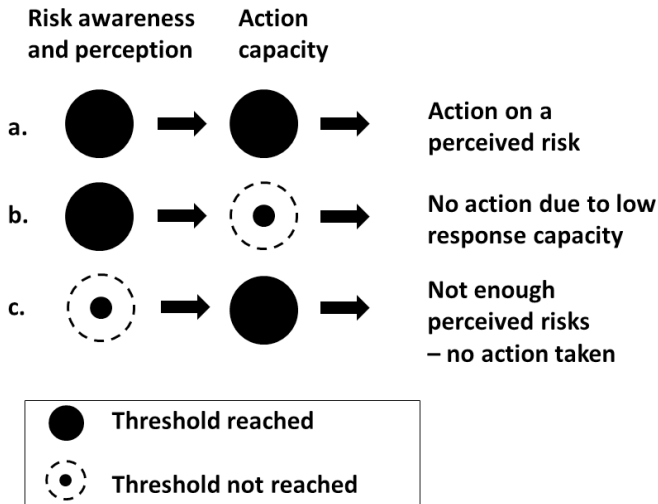 Risk awareness
and perception
Action
capacity
a.
Action on a
perceived risk
b.
No action due to low
response capacity
c.
Not enough
perceived risks
– no action taken
Threshold reached
Threshold not reached